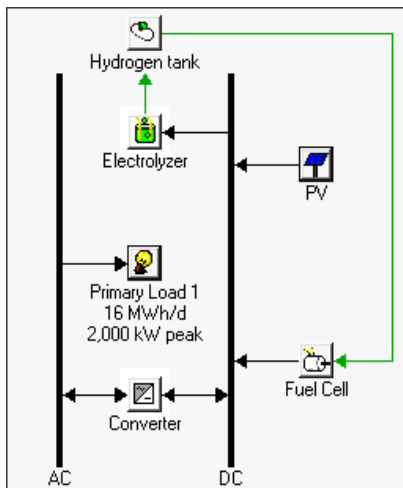 Hydrogen tank
Electrolyzer
PV
Primary Load 1
16 MWh/d
2,000 kW peak
Fuel Cell
Converter
AC
DC